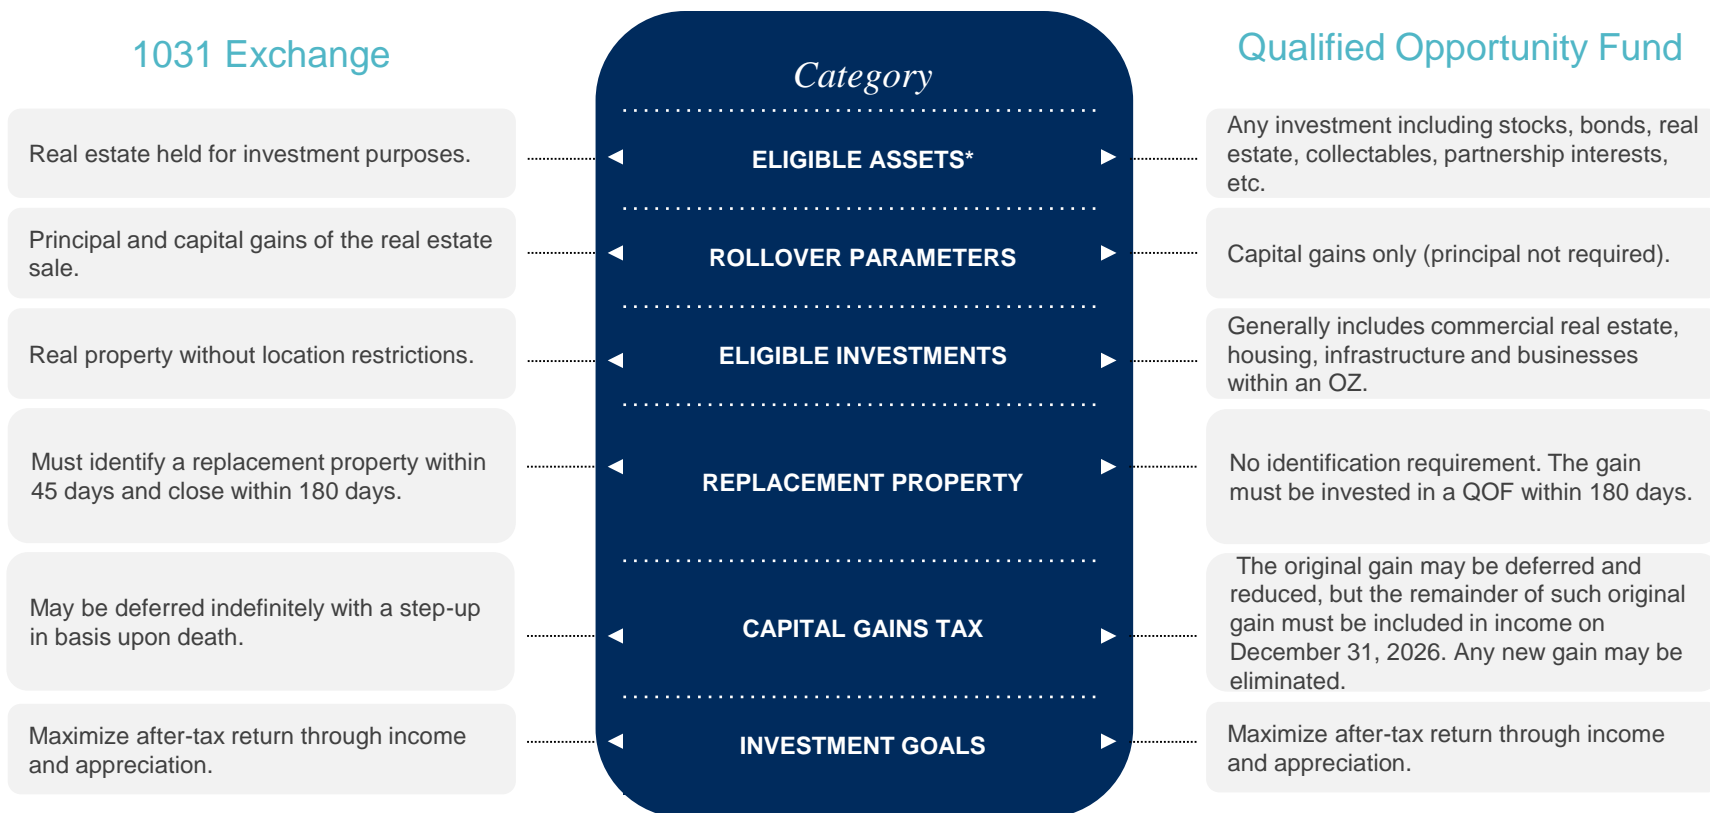 1031 Exchange
Category
Qualified Opportunity Fund
Real estate held for investment purposes.
ELIGIBLE ASSETS*
Any investment including stocks, bonds, real
estate, collectables, partnership interests,
etc.
Principal and capital gains of the real estate
sale.
ROLLOVER PARAMETERS
Capital gains only (principal not required).
Real property without location restrictions.
ELIGIBLE INVESTMENTS
Generally includes commercial real estate,
housing, infrastructure and businesses
within an OZ.
Must identify a replacement property within
45 days and close within 180 days.
REPLACEMENT PROPERTY
No identification requirement. The gain
must be invested in a QOF within 180 days.
May be deferred indefinitely with a step-up
in basis upon death.
CAPITAL GAINS TAX
The original gain may be deferred and
reduced, but the remainder of such original
gain must be included in income on
December 31, 2026. Any new gain may be
eliminated.
Maximize after-tax return through income
and appreciation.
INVESTMENT GOALS
Maximize after-tax return through income
and appreciation.